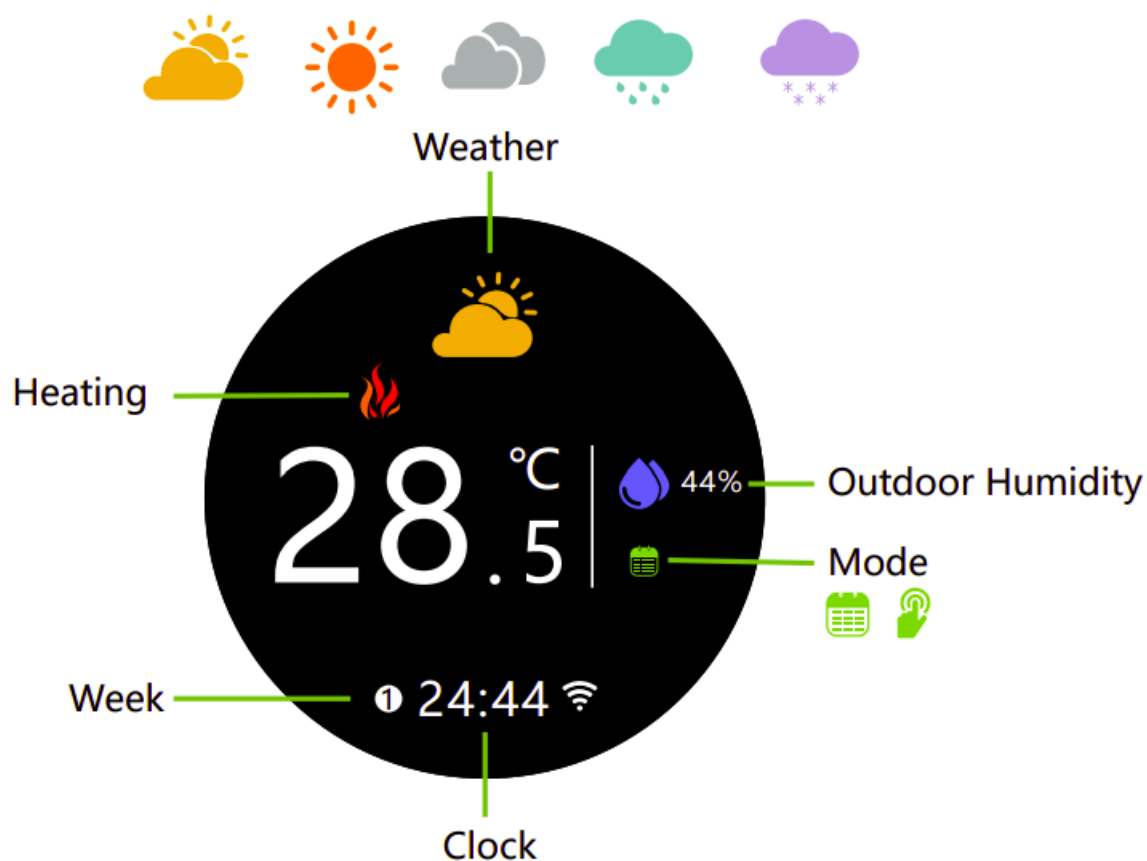 Weather
Heating
28.5 ℃
44%
Outdoor Humidity
Mode
Week
1 24:44
Clock